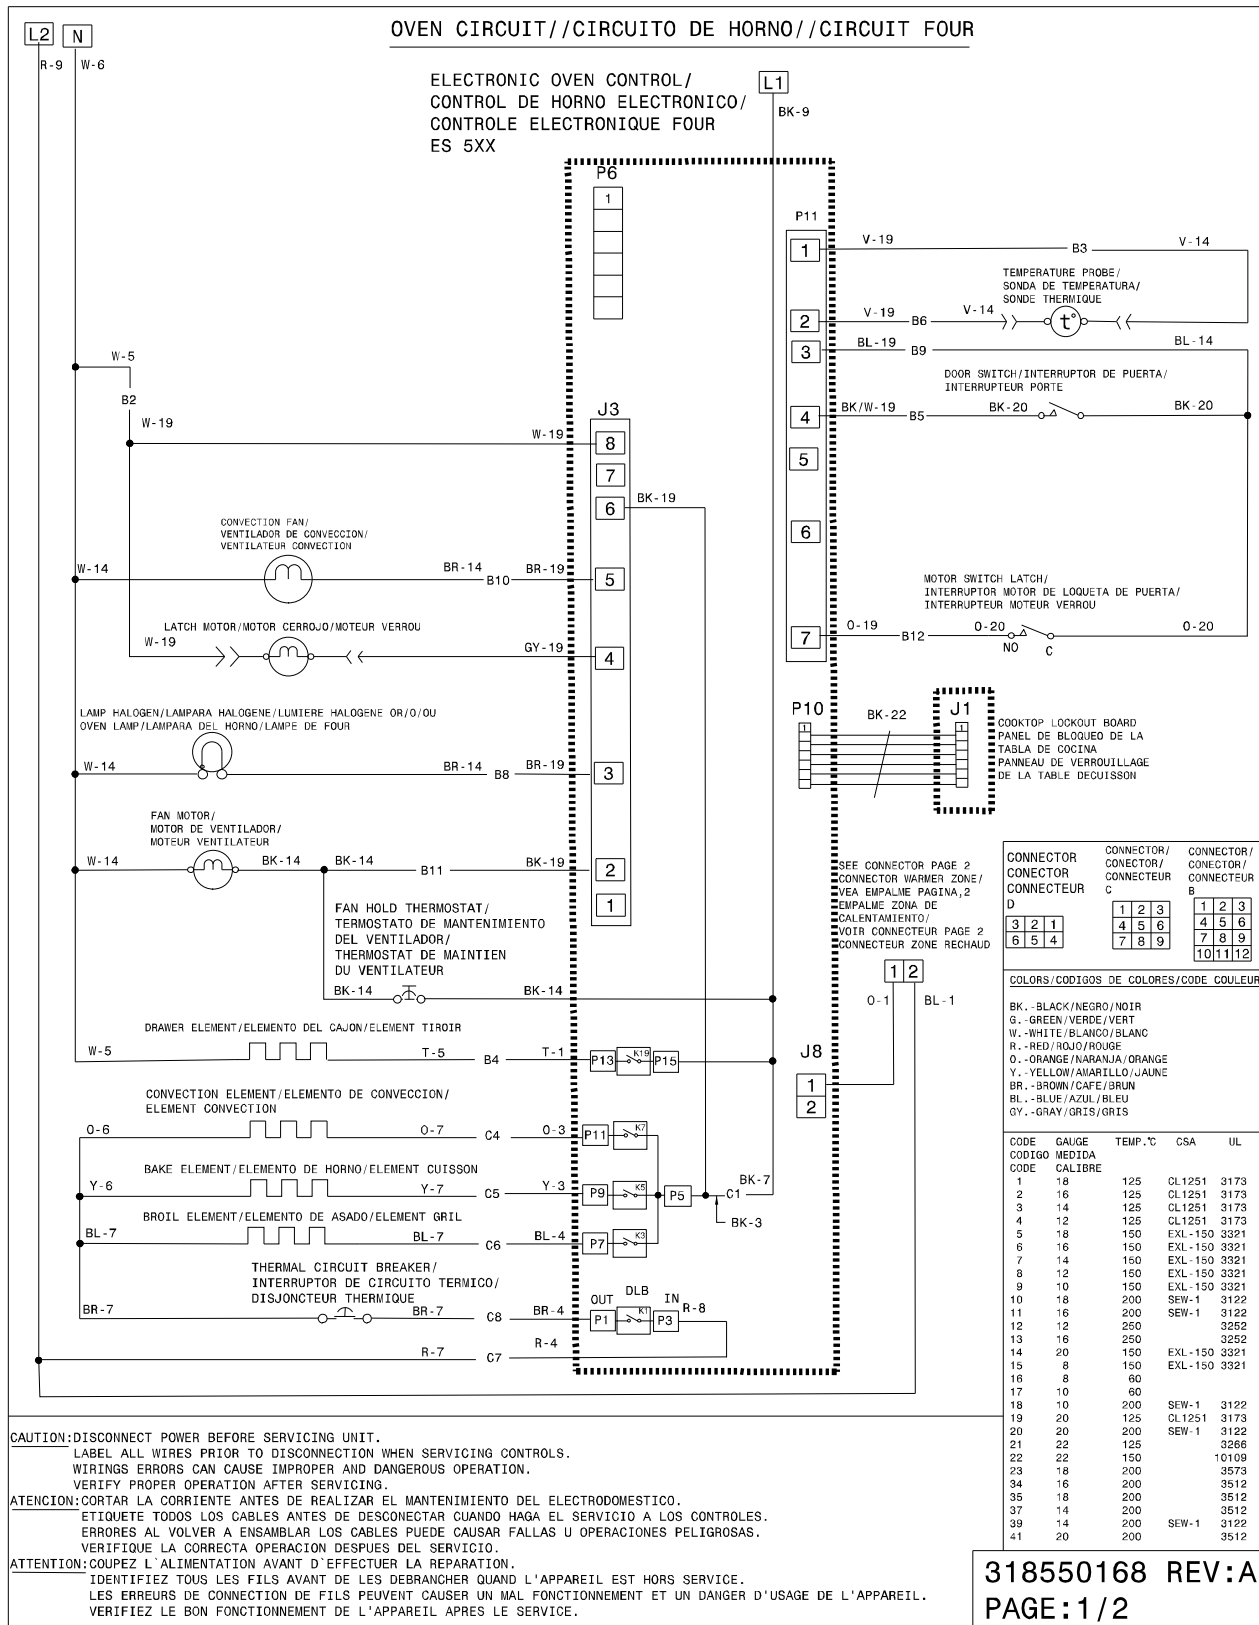 OVEN CIRCUIT//CIRCUITO DE HORNO//CIRCUIT FOUR
L2
N
R-9
W-6
ELECTRONIC OVEN CONTROL/
CONTROL DE HORNO ELECTRONICO/
CONTROLE ELECTRONIQUE FOUR
ES 5XX
L1
BK-9
P6
1
P11
1
V-19
B3
V-14
TEMPERATURE PROBE/
SONDA DE TEMPERATURA/
SONDE THERMIQUE
2
V-19
B6
V-14
t°
3
BL-19
B9
BL-14
DOOR SWITCH/INTERRUPTOR DE PUERTA/
INTERRUPTEUR PORTE
4
BK/W-19
B5
BK-20
BK-20
5
6
MOTOR SWITCH LATCH/
INTERRUPTOR MOTOR DE LOQUETA DE PUERTA/
INTERRUPTEUR MOTEUR VERROU
7
O-19
B12
O-20
NO
C
O-20
W-5
B2
W-19
W-19
J3
8
7
6
BK-19
CONVECTION FAN/
VENTILADOR DE CONVECCION/
VENTILATEUR CONVECTION
W-14
BR-14
B10
BR-19
5
LATCH MOTOR/MOTOR CERROJO/MOTEUR VERROU
W-19
GY-19
4
LAMP HALOGEN/LAMPARA HALOGENE/LUMIERE HALOGENE OR/O/OU
OVEN LAMP/LAMPARA DEL HORNO/LAMPE DE FOUR
W-14
BR-14
B8
BR-19
3
FAN MOTOR/
MOTOR DE VENTILADOR/
MOTEUR VENTILATEUR
W-14
BK-14
BK-14
B11
BK-19
2
1
FAN HOLD THERMOSTAT/
TERMOSTATO DE MANTENIMIENTO
DEL VENTILADOR/
THERMOSTAT DE MAINTIEN
DU VENTILATEUR
BK-14
BK-14
P10
1
BK-22
J1
1
COOKTOP LOCKOUT BOARD
PANEL DE BLOQUEO DE LA
TABLA DE COCINA
PANNEAU DE VERROUILLAGE
DE LA TABLE DECUISSON
SEE CONNECTOR PAGE 2
CONNECTOR WARMER ZONE/
VEA EMPALME PAGINA,2
EMPALME ZONA DE
CALENTAMIENTO/
VOIR CONNECTEUR PAGE 2
CONNECTEUR ZONE RECHAUD
1 2
O-1
BL-1
J8
1
2
DRAWER ELEMENT/ELEMENTO DEL CAJON/ELEMENT TIROIR
W-5
T-5
B4
T-1
P13
K19
P15
CONVECTION ELEMENT/ELEMENTO DE CONVECCION/
ELEMENT CONVECTION
O-6
O-7
C4
O-3
P11
K7
BAKE ELEMENT/ELEMENTO DE HORNO/ELEMENT CUISSON
Y-6
Y-7
C5
Y-3
P9
K5
P5
C1
BK-7
BK-3
BROIL ELEMENT/ELEMENTO DE ASADO/ELEMENT GRIL
BL-7
BL-7
C6
BL-4
P7
K3
THERMAL CIRCUIT BREAKER/
INTERRUPTOR DE CIRCUITO TERMICO/
DISJONCTEUR THERMIQUE
BR-7
BR-7
C8
BR-4
OUT
DLB
IN
P1
K1
P3
R-8
R-7
C7
R-4
CONNECTOR
CONECTOR
CONNECTEUR
D
3 2 1
6 5 4
CONNECTOR/
CONECTOR/
CONNECTEUR
C
1 2 3
4 5 6
7 8 9
CONNECTOR/
CONECTOR/
CONNECTEUR
B
1 2 3
4 5 6
7 8 9
10 11 12
COLORS/CODIGOS DE COLORES/CODE COULEUR
BK.-BLACK/NEGRO/NOIR
G.-GREEN/VERDE/VERT
W.-WHITE/BLANCO/BLANC
R.-RED/ROJO/ROUGE
O.-ORANGE/NARANJA/ORANGE
Y.-YELLOW/AMARILLO/JAUNE
BR.-BROWN/CAFE/BRUN
BL.-BLUE/AZUL/BLEU
GY.-GRAY/GRIS/GRIS
CODE GAUGE TEMP.°C CSA UL
CODIGO MEDIDA
CODE CALIBRE
1 18 125 CL1251 3173
2 16 125 CL1251 3173
3 14 125 CL1251 3173
4 12 125 CL1251 3173
5 18 150 EXL-150 3321
6 16 150 EXL-150 3321
7 14 150 EXL-150 3321
8 12 150 EXL-150 3321
9 10 150 EXL-150 3321
10 18 200 SEW-1 3122
11 16 200 SEW-1 3122
12 12 250 3252
13 16 250 3252
14 20 150 EXL-150 3321
15 8 150 EXL-150 3321
16 8 60
17 10 60
18 10 200 SEW-1 3122
19 20 125 CL1251 3173
20 20 200 SEW-1 3122
21 22 125 3266
22 22 150 10109
23 18 200 3573
34 16 200 3512
35 18 200 3512
37 14 200 3512
39 14 200 SEW-1 3122
41 20 200 3512
CAUTION:DISCONNECT POWER BEFORE SERVICING UNIT.
LABEL ALL WIRES PRIOR TO DISCONNECTION WHEN SERVICING CONTROLS.
WIRINGS ERRORS CAN CAUSE IMPROPER AND DANGEROUS OPERATION.
VERIFY PROPER OPERATION AFTER SERVICING.
ATENCION:CORTAR LA CORRIENTE ANTES DE REALIZAR EL MANTENIMIENTO DEL ELECTRODOMESTICO.
ETIQUETE TODOS LOS CABLES ANTES DE DESCONECTAR CUANDO HAGA EL SERVICIO A LOS CONTROLES.
ERRORES AL VOLVER A ENSAMBLAR LOS CABLES PUEDE CAUSAR FALLAS U OPERACIONES PELIGROSAS.
VERIFIQUE LA CORRECTA OPERACION DESPUES DEL SERVICIO.
ATTENTION:COUPEZ L`ALIMENTATION AVANT D`EFFECTUER LA REPARATION.
IDENTIFIEZ TOUS LES FILS AVANT DE LES DEBRANCHER QUAND L'APPAREIL EST HORS SERVICE.
LES ERREURS DE CONNECTION DE FILS PEUVENT CAUSER UN MAL FONCTIONNEMENT ET UN DANGER D'USAGE DE L'APPAREIL.
VERIFIEZ LE BON FONCTIONNEMENT DE L'APPAREIL APRES LE SERVICE.
318550168 REV:A
PAGE:1/2